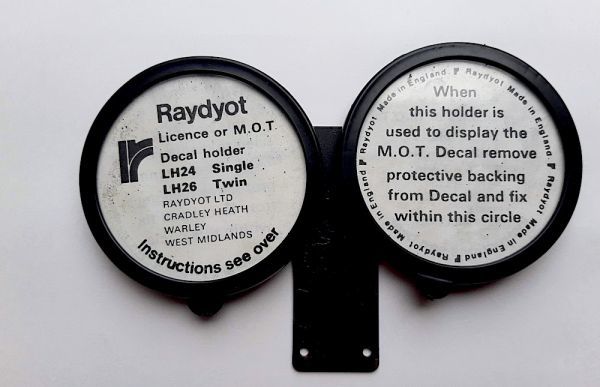 Raydyot
Licence or M.O.T
Decal holder
LH24 Single
LH26 Twin
RAYDYOT LTD
CRADLEY HEATH
WARLEY
WEST MIDLANDS
Instructions see over
Raydyot Made in England Raydyot Made in England Raydyot Made in England Raydyot Made in England
When
this holder is
used to display the
M.O.T. Decal remove
protective backing
from Decal and fix
within this circle